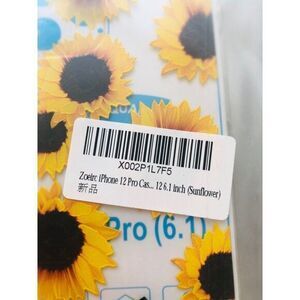 X002P1L7F5
Zoeirc iPhone 12 Pro Cas... 12 6.1 inch (Sunflower)
新品
Pro (6.1)